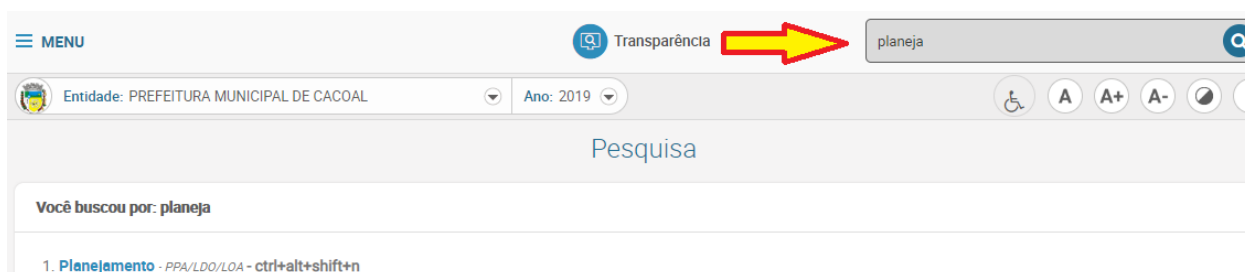 MENU
Transparência
planeja
Entidade: PREFEITURA MUNICIPAL DE CACOAL
Ano: 2019
A
A+
A-
Pesquisa
Você buscou por: planeja
1. Planejamento - PPA/LDO/LOA - ctrl+alt+shift+n